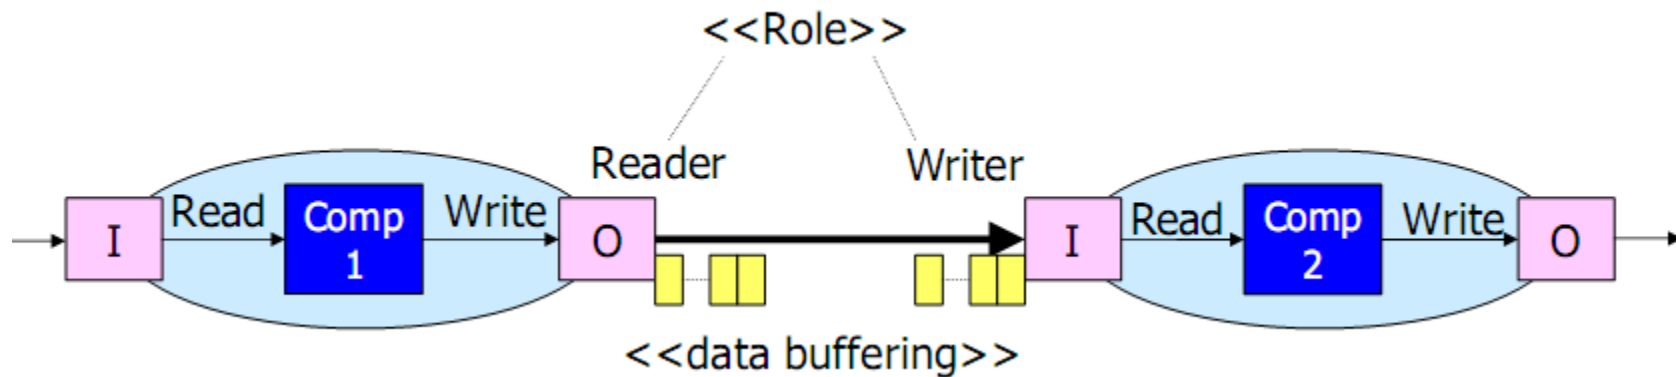 <<Role>>
Reader
Writer
I
Read
Comp
1
Write
O
I
Read
Comp
2
Write
O
<<data buffering>>